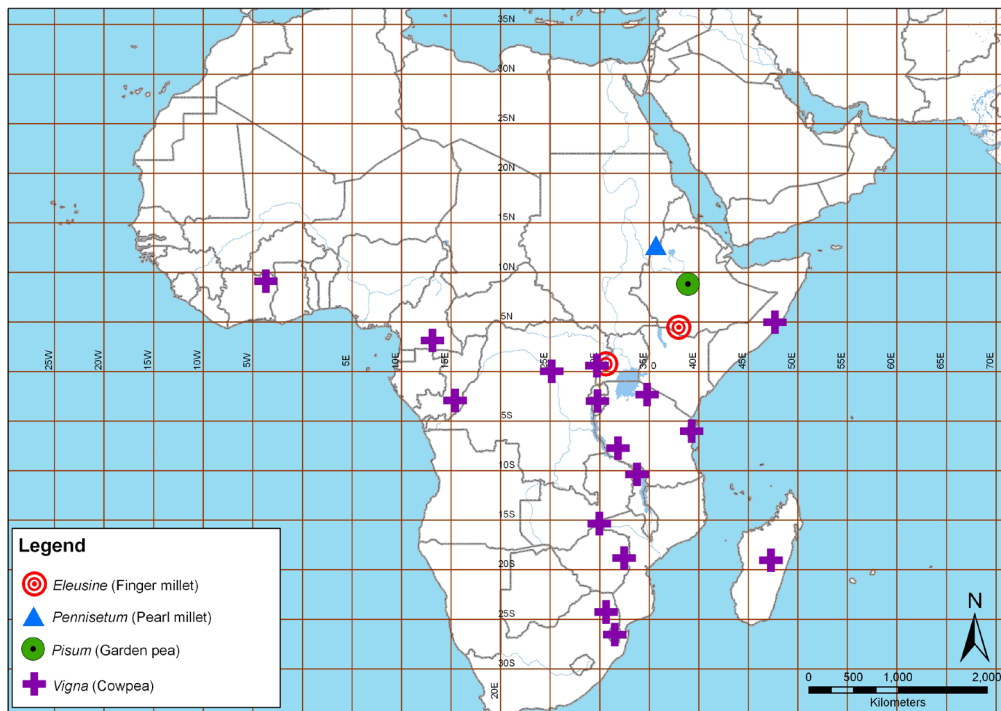 35N
30N
25N
20N
15N
10N
5N
25W
20W
15W
10W
5W
5E
10E
15E
25E
35E
40E
45E
50E
55E
60E
65E
70E
5S
10S
15S
20S
25S
30S
20E
Legend
Eleusine (Finger millet)
Pennisetum (Pearl millet)
Pisum (Garden pea)
Vigna (Cowpea)
N
0 500 1,000 2,000
Kilometers